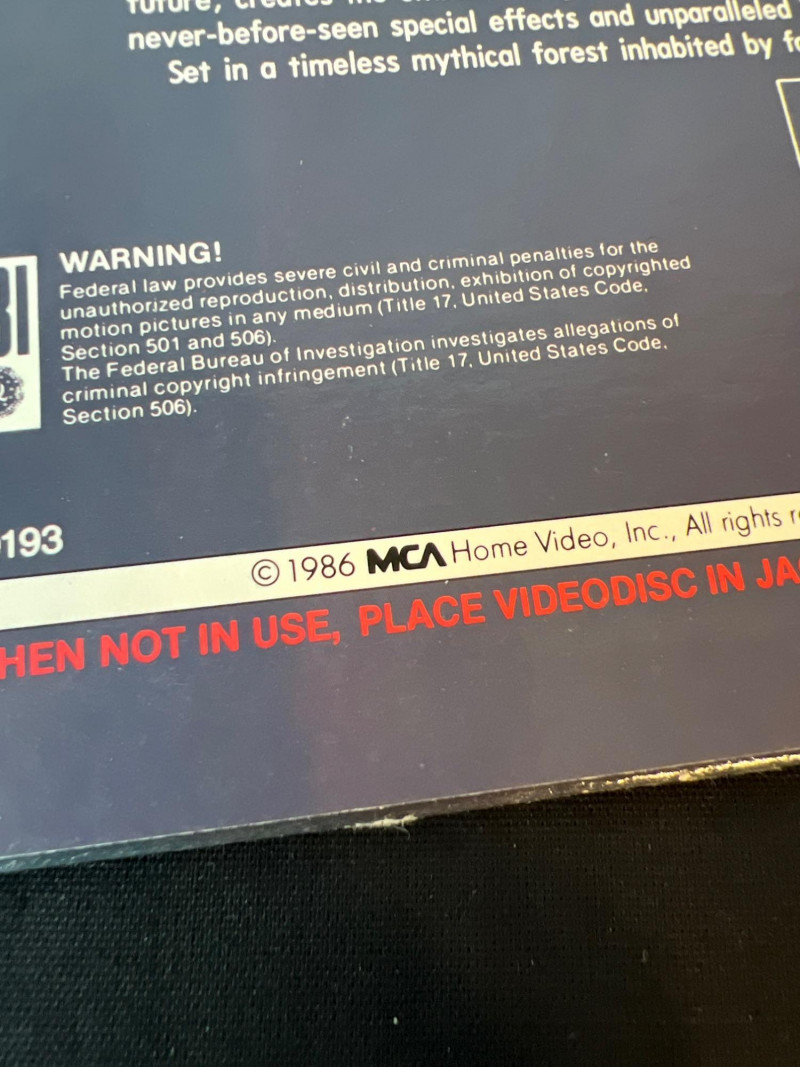 never-before-seen special effects and unparalleled
Set in a timeless mythical forest inhabited by
WARNING!
Federal law provides severe civil and criminal penalties for the
unauthorized reproduction, distribution, exhibition of copyrighted
motion pictures in any medium (Title 17, United States Code,
Section 501 and 506).
The Federal Bureau of Investigation investigates allegations of
criminal copyright infringement (Title 17, United States Code,
Section 506).
193
© 1986 MCA Home Video, Inc., All rights
NOT IN USE, PLACE VIDEODISC IN